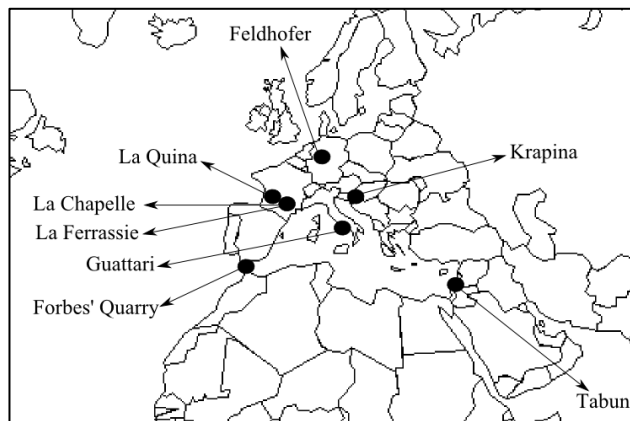 Feldhofer
La Quina
Krapina
La Chapelle
La Ferrassie
Guattari
Forbes' Quarry
Tabun